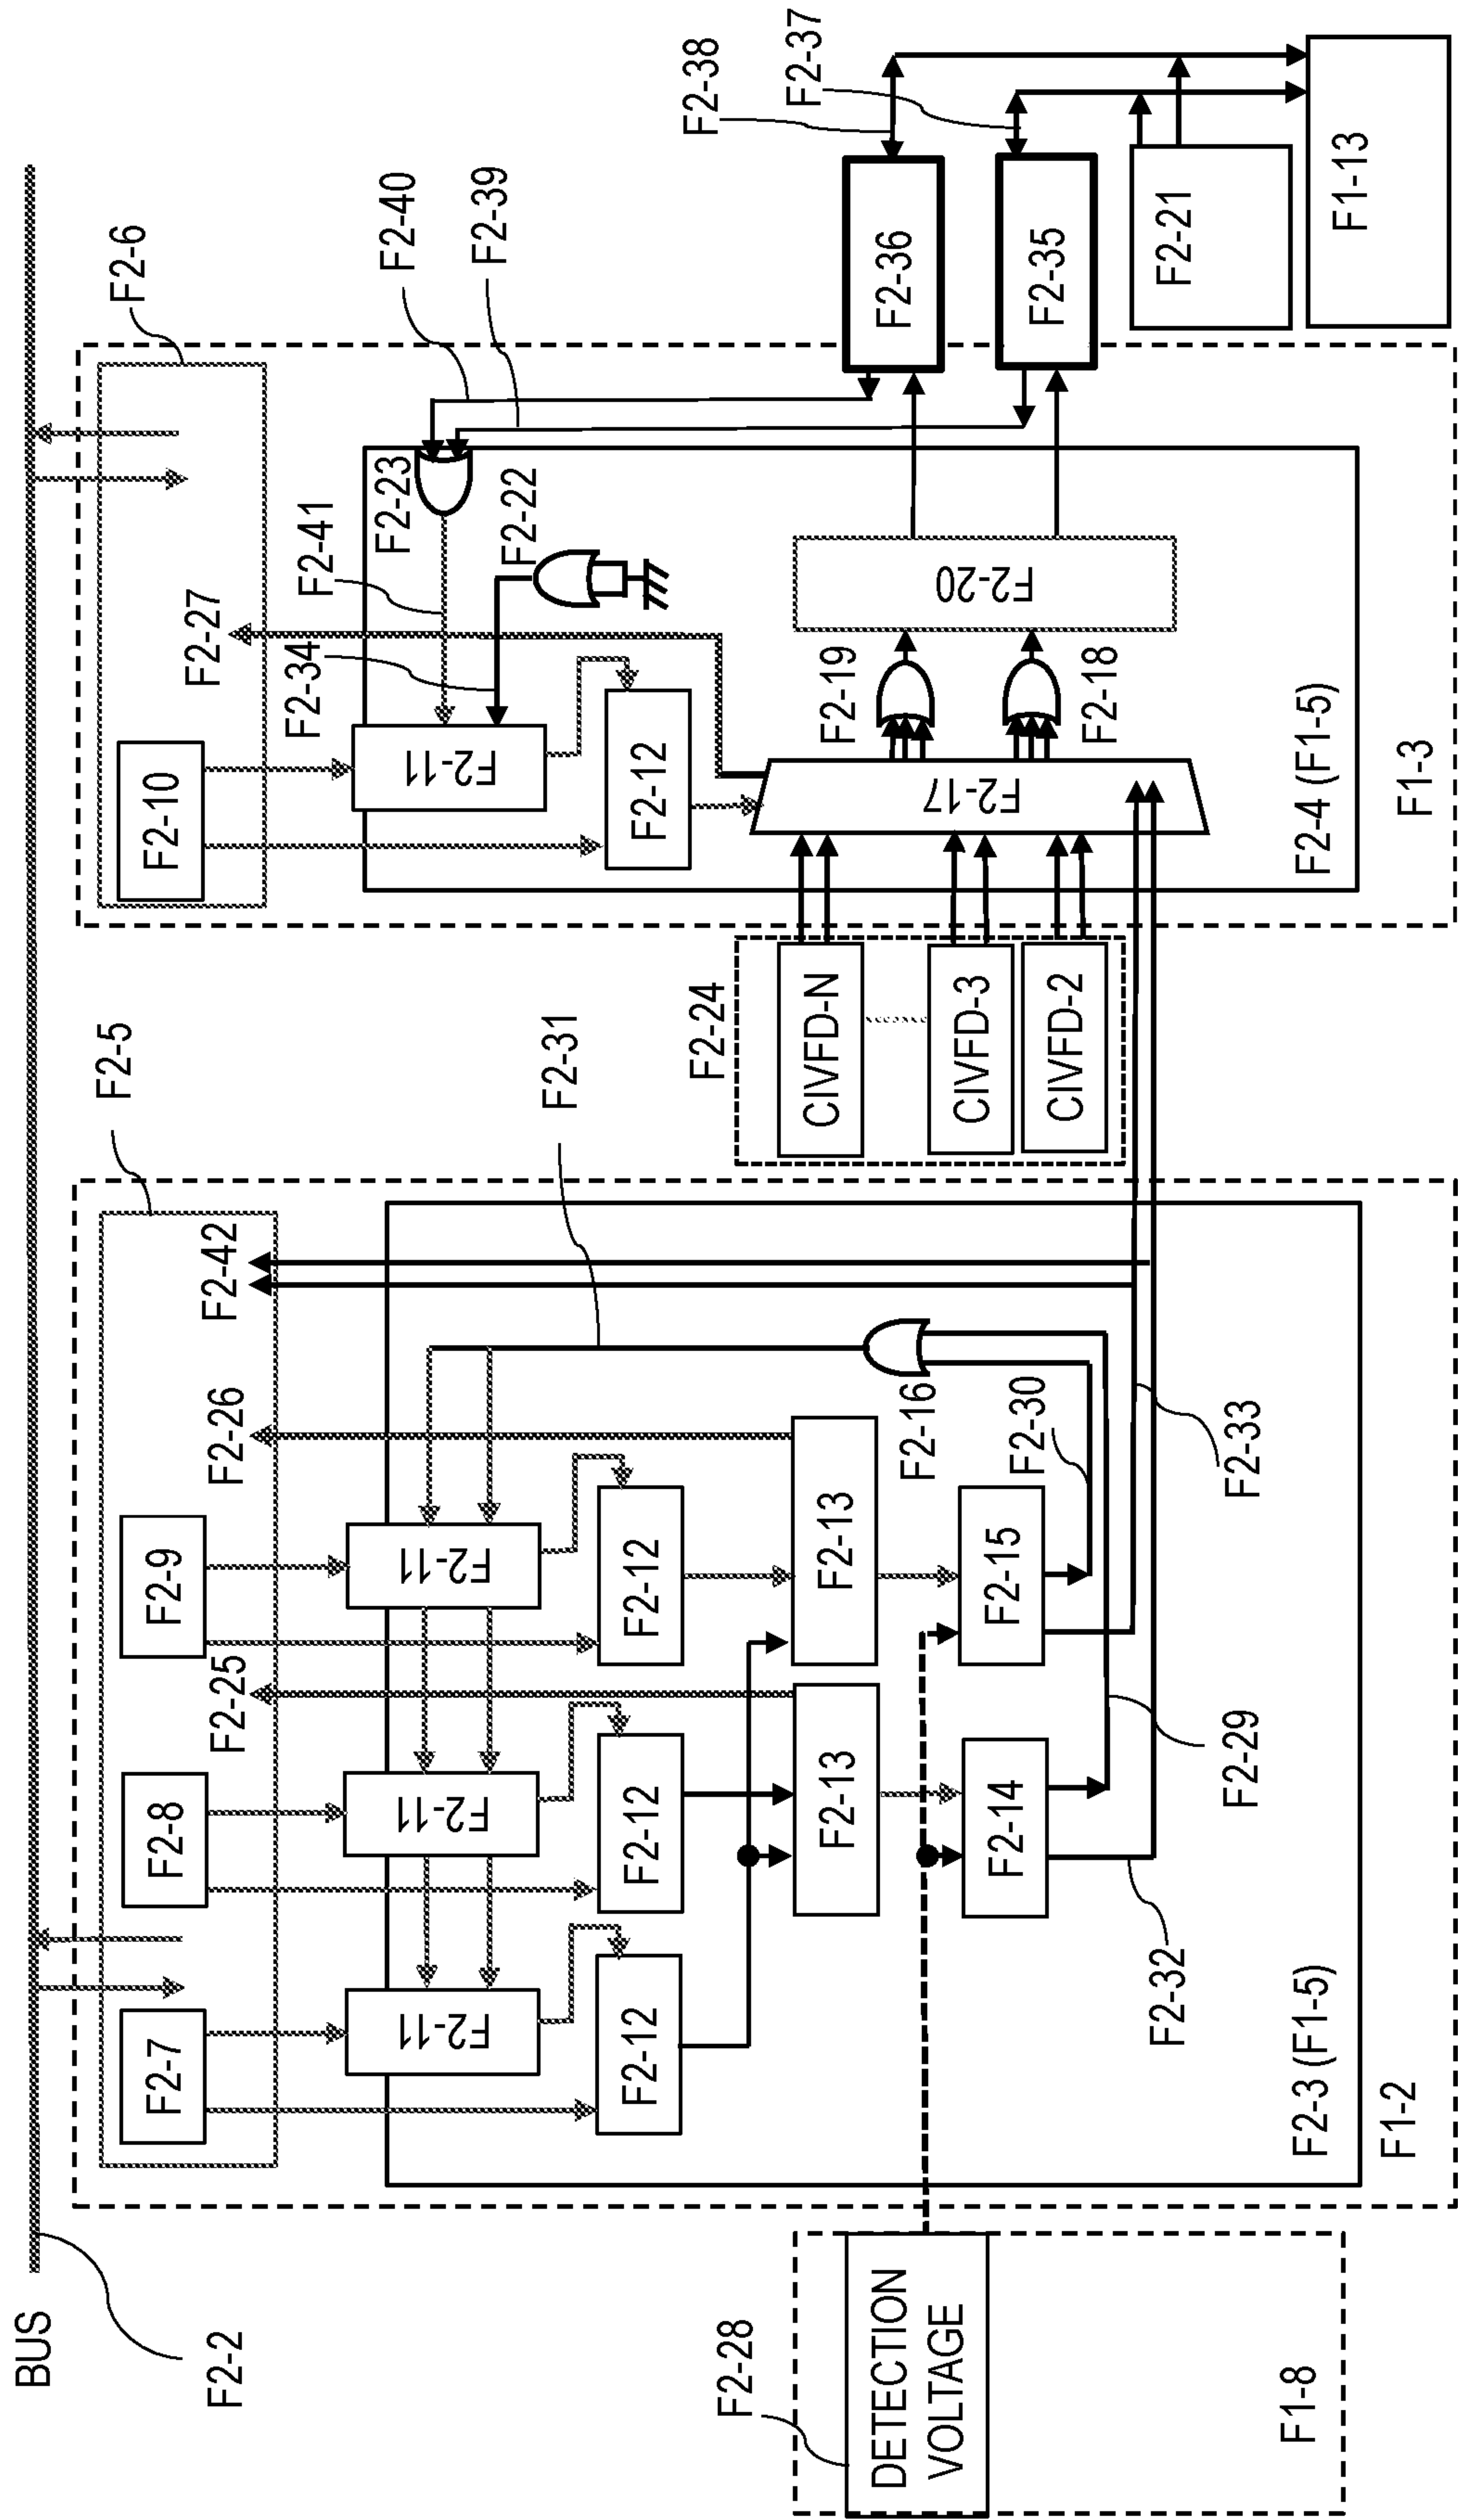 BUS
F2-2
F2-5
F2-6
F2-7
F2-8
F2-9
F2-10
F2-25
F2-26
F2-42
F2-27
F2-11
F2-11
F2-11
F2-11
F2-12
F2-12
F2-12
F2-12
F2-31
F2-34
F2-41
F2-23
F2-22
F2-40
F2-39
F2-38
F2-37
F2-13
F2-13
F2-16
F2-24
CIVFD-N
CIVFD-3
CIVFD-2
F2-17
F2-19
F2-18
F2-20
F2-36
F2-35
F2-21
F1-13
F2-28
DETECTION
VOLTAGE
F1-8
F2-14
F2-15
F2-30
F2-29
F2-32
F2-33
F2-3 (F1-5)
F1-2
F2-4 (F1-5)
F1-3